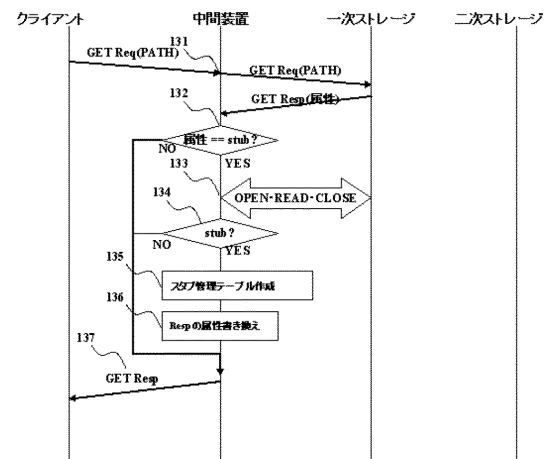 クライアント
中間装置
一次ストレージ
二次ストレージ
131
GET Req(PATH)
GET Req(PATH)
GET Resp(属性)
132
属性 == stub?
NO
YES
133
OPEN・READ・CLOSE
134
stub?
NO
YES
135
スタブ管理テーブル作成
136
Respの属性書き換え
137
GET Resp